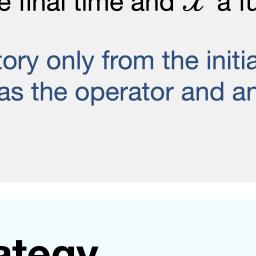 e final time and 𝒳 a fu
tory only from the initia
as the operator and an
ategy